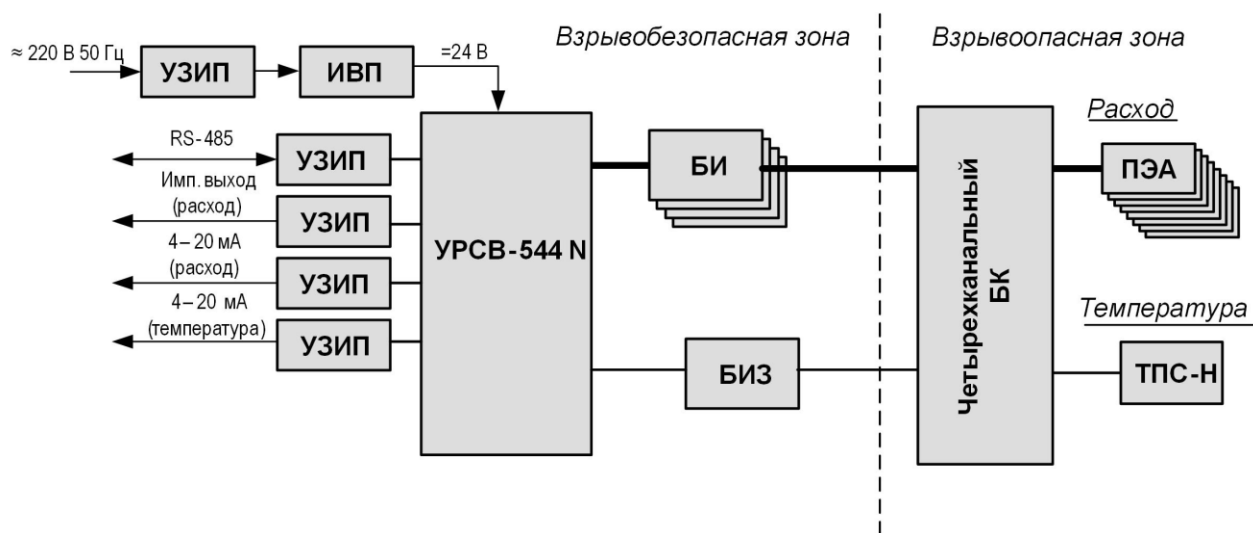 Взрывобезопасная зона
Взрывоопасная зона
≈ 220 В 50 Гц
УЗИП
ИВП
=24 В
RS-485
УЗИП
Имп. выход
(расход)
УЗИП
4–20 мА
(расход)
УЗИП
4–20 мА
(температура)
УЗИП
УРСВ-544 N
БИ
БИЗ
Четырехканальный
БК
Расход
ПЭА
Температура
ТПС-Н